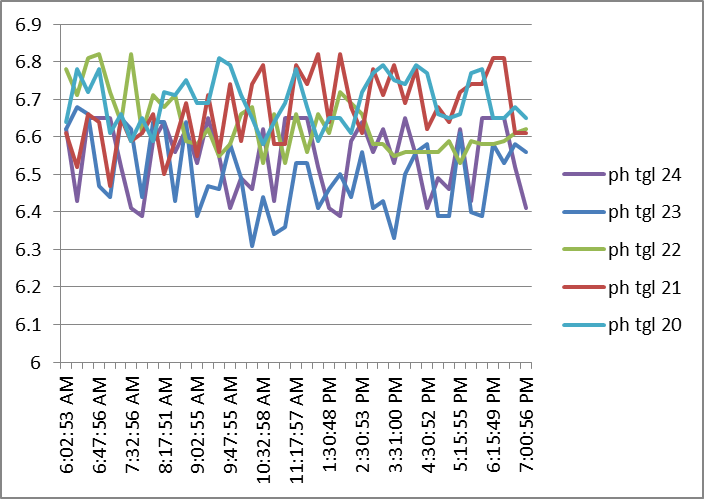 6.9
6.8
6.7
6.6
6.5
6.4
6.3
6.2
6.1
6
6:02:53 AM
6:47:56 AM
7:32:56 AM
8:17:51 AM
9:02:55 AM
9:47:55 AM
10:32:58 AM
11:17:57 AM
1:30:48 PM
2:30:53 PM
3:31:00 PM
4:30:52 PM
5:15:55 PM
6:15:49 PM
7:00:56 PM
ph tgl 24
ph tgl 23
ph tgl 22
ph tgl 21
ph tgl 20